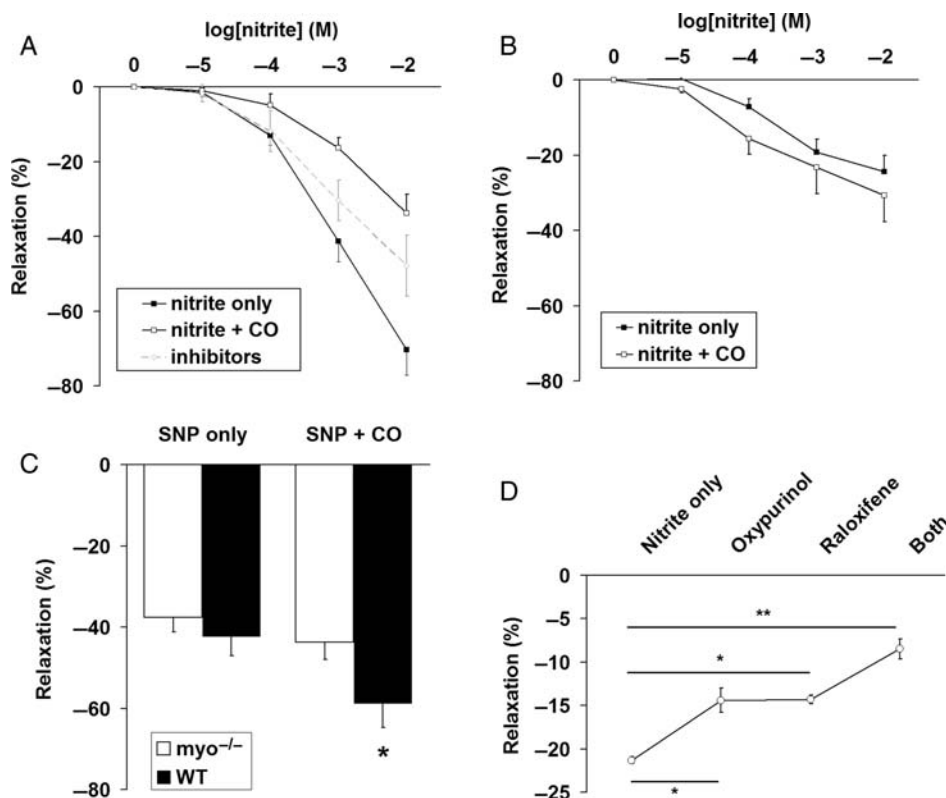 A
log[nitrite] (M)
0 –5 –4 –3 –2
0
–20
–40
–60
–80
Relaxation (%)
nitrite only
nitrite + CO
inhibitors
B
log[nitrite] (M)
0 –5 –4 –3 –2
0
–20
–40
–60
–80
Relaxation (%)
nitrite only
nitrite + CO
C
SNP only SNP + CO
0
–20
–40
–60
–80
Relaxation (%)
myo–/–
WT
*
D
Nitrite only
Oxypurinol
Raloxifene
Both
0
–5
–10
–15
–20
–25
Relaxation (%)
**
*
*